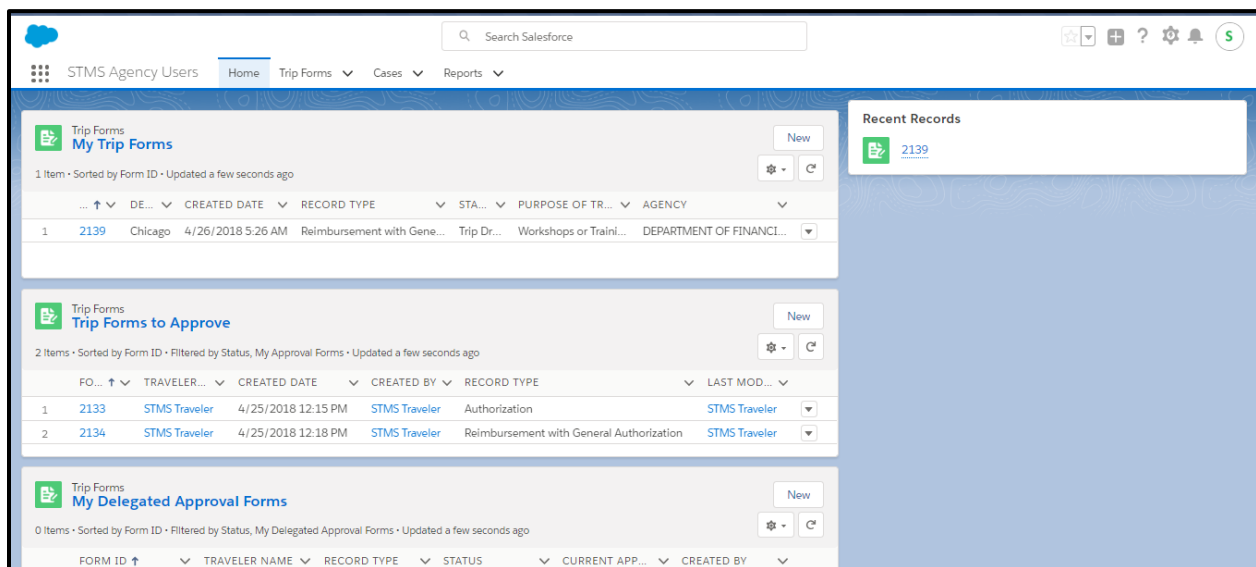 Search Salesforce
S
STMS Agency Users Home Trip Forms Cases Reports
Trip Forms
My Trip Forms
New
1 Item • Sorted by Form ID • Updated a few seconds ago
... DE... CREATED DATE RECORD TYPE STA... PURPOSE OF TR... AGENCY
1 2139 Chicago 4/26/2018 5:26 AM Reimbursement with Gene... Trip Dr... Workshops or Traini... DEPARTMENT OF FINANCI...
Trip Forms
Trip Forms to Approve
New
2 Items • Sorted by Form ID • Filtered by Status, My Approval Forms • Updated a few seconds ago
FO... TRAVELER... CREATED DATE CREATED BY RECORD TYPE LAST MOD...
1 2133 STMS Traveler 4/25/2018 12:15 PM STMS Traveler Authorization STMS Traveler
2 2134 STMS Traveler 4/25/2018 12:18 PM STMS Traveler Reimbursement with General Authorization STMS Traveler
Trip Forms
My Delegated Approval Forms
New
0 Items • Sorted by Form ID • Filtered by Status, My Delegated Approval Forms • Updated a few seconds ago
FORM ID TRAVELER NAME RECORD TYPE STATUS CURRENT APP... CREATED BY
Recent Records
2139